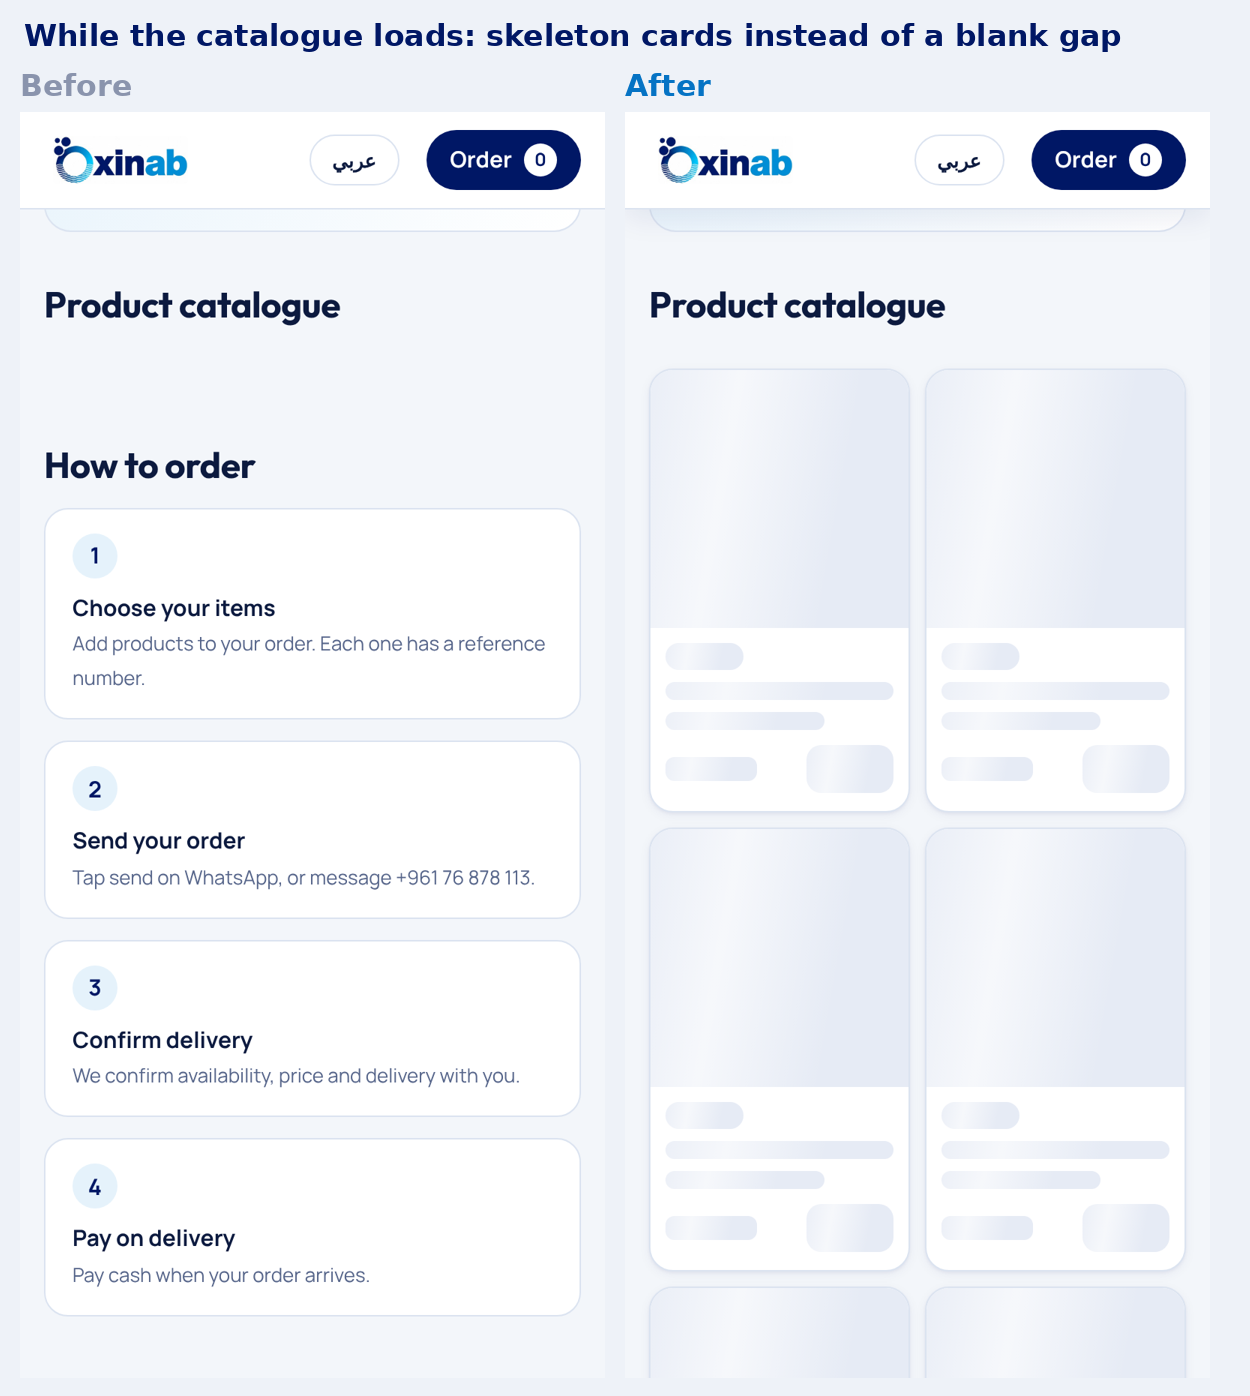 While the catalogue loads: skeleton cards instead of a blank gap
Before
Oxinab
عربي
Order 0
Product catalogue
How to order
1
Choose your items
Add products to your order. Each one has a reference
number.
2
Send your order
Tap send on WhatsApp, or message +961 76 878 113.
3
Confirm delivery
We confirm availability, price and delivery with you.
4
Pay on delivery
Pay cash when your order arrives.
After
Oxinab
عربي
Order 0
Product catalogue